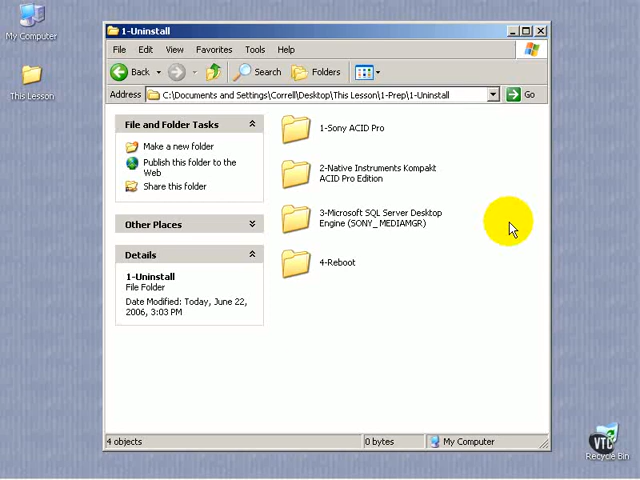 My Computer
This Lesson
1-Uninstall
File Edit View Favorites Tools Help
Back Search Folders
Address C:\Documents and Settings\Correll\Desktop\This Lesson\1-Prep\1-Uninstall Go
File and Folder Tasks
Make a new folder
Publish this folder to the
Web
Share this folder
Other Places
Details
1-Uninstall
File Folder
Date Modified: Today, June 22,
2006, 3:03 PM
1-Sony ACID Pro
2-Native Instruments Kompakt
ACID Pro Edition
3-Microsoft SQL Server Desktop
Engine (SONY_MEDIAMGR)
4-Reboot
4 objects 0 bytes My Computer
VTC
Recycle Bin